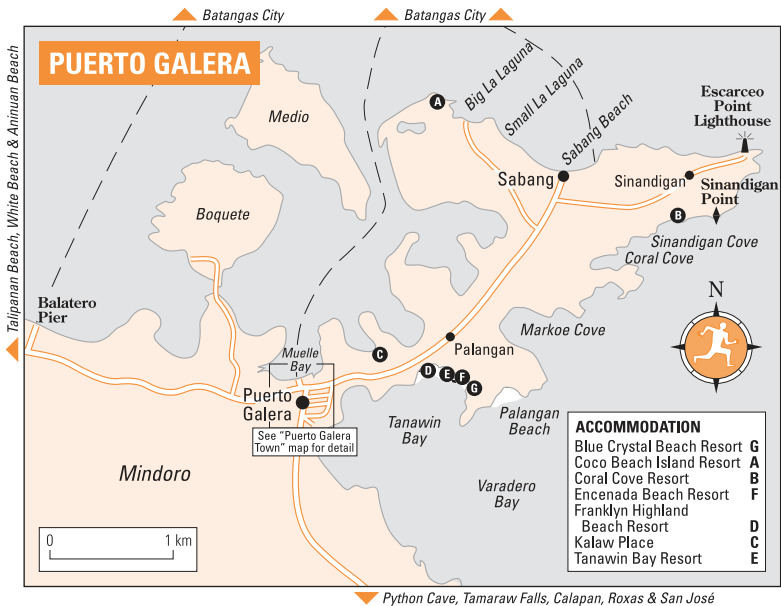 Batangas City
Batangas City
PUERTO GALERA
Talipanan Beach, White Beach & Aninuan Beach
Medio
A
Big La Laguna
Small La Laguna
Sabang Beach
Escarceo
Point
Lighthouse
Sabang
Sinandigan
Sinandigan
Point
B
Boquete
Sinandigan Cove
Coral Cove
Balatero
Pier
N
Markoe Cove
Muelle
Bay
C
Palangan
D
E
F
G
Puerto
Galera
See "Puerto Galera
Town" map for detail
Tanawin
Bay
Palangan
Beach
Mindoro
Varadero
Bay
ACCOMMODATION
Blue Crystal Beach Resort G
Coco Beach Island Resort A
Coral Cove Resort B
Encenada Beach Resort F
Franklyn Highland
Beach Resort D
Kalaw Place C
Tanawin Bay Resort E
0 1 km
Python Cave, Tamaraw Falls, Calapan, Roxas & San José